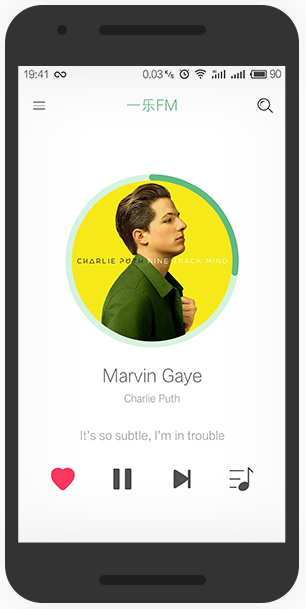 19:41 0.03 K/s 90
一乐FM
CHARLIE PUTH NINE TRACK MIND
Marvin Gaye
Charlie Puth
It's so subtle, I'm in trouble